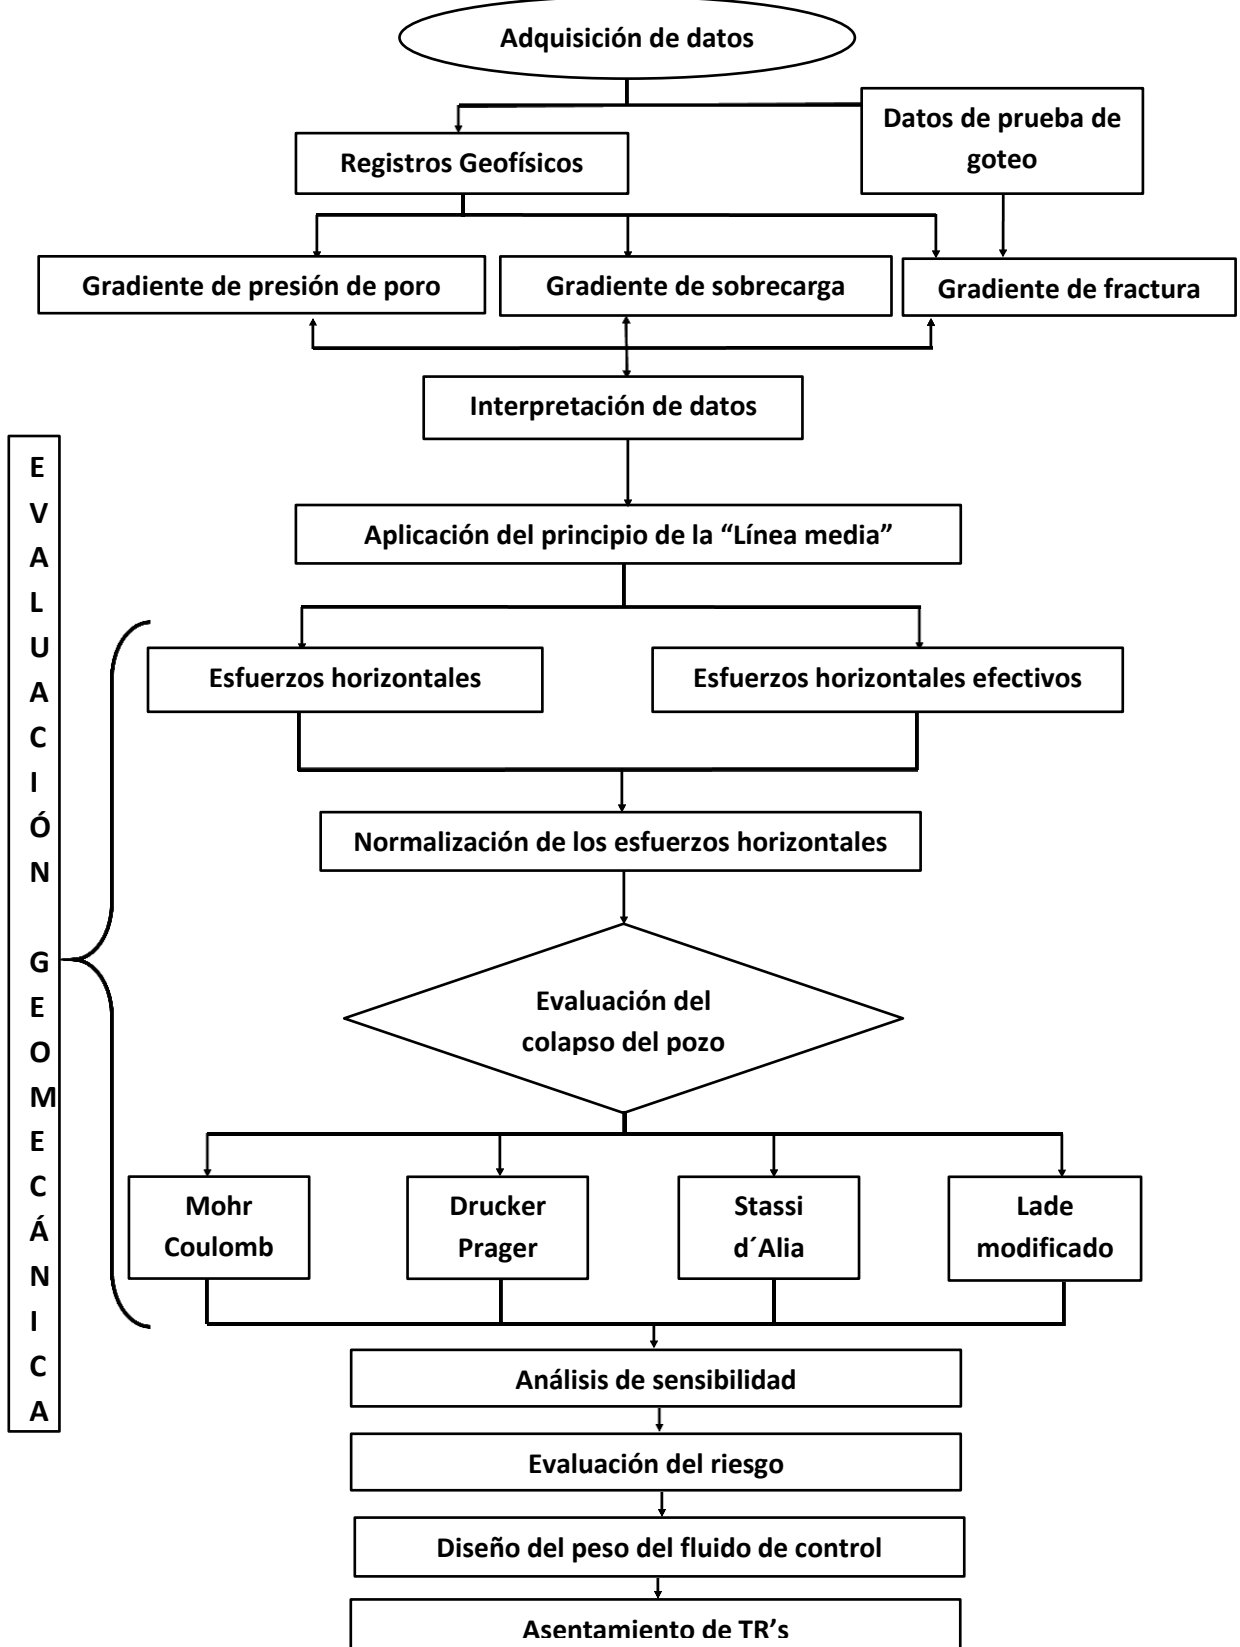 Adquisición de datos
Datos de prueba de
goteo
Registros Geofísicos
Gradiente de presión de poro
Gradiente de sobrecarga
Gradiente de fractura
Interpretación de datos
Aplicación del principio de la “Línea media”
Esfuerzos horizontales
Esfuerzos horizontales efectivos
Normalización de los esfuerzos horizontales
Evaluación del
colapso del pozo
Mohr
Coulomb
Drucker
Prager
Stassi
d´Alia
Lade
modificado
Análisis de sensibilidad
Evaluación del riesgo
Diseño del peso del fluido de control
Asentamiento de TR’s
E
V
A
L
U
A
C
I
Ó
N
G
E
O
M
E
C
Á
N
I
C
A